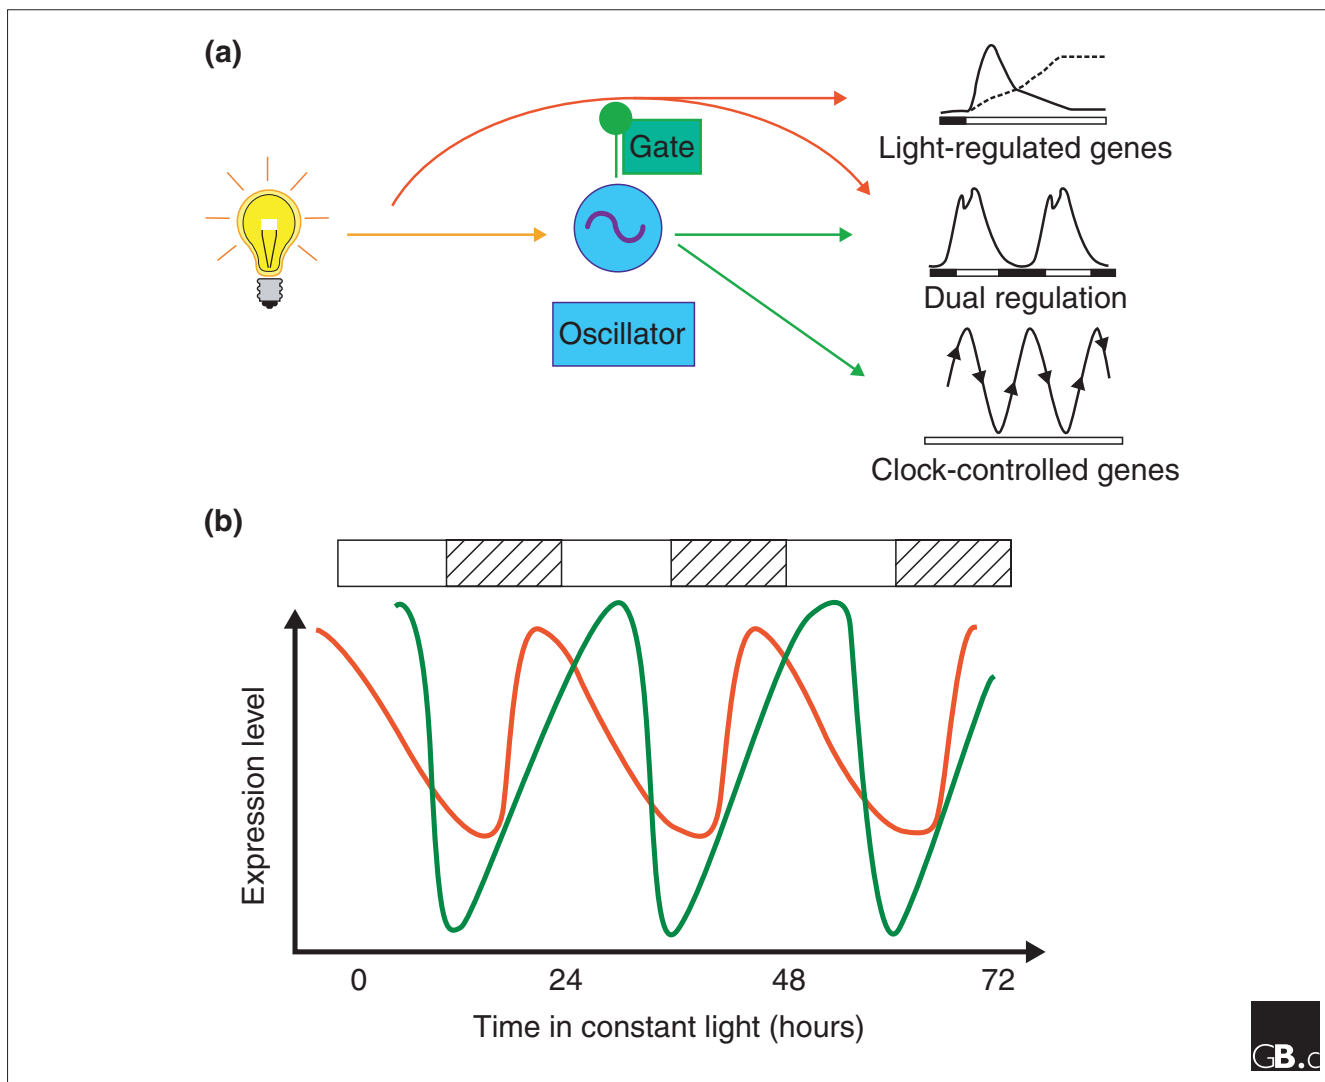 (a)
Gate
Light-regulated genes
Dual regulation
Oscillator
Clock-controlled genes
(b)
Expression level
0 24 48 72
Time in constant light (hours)
GB.c